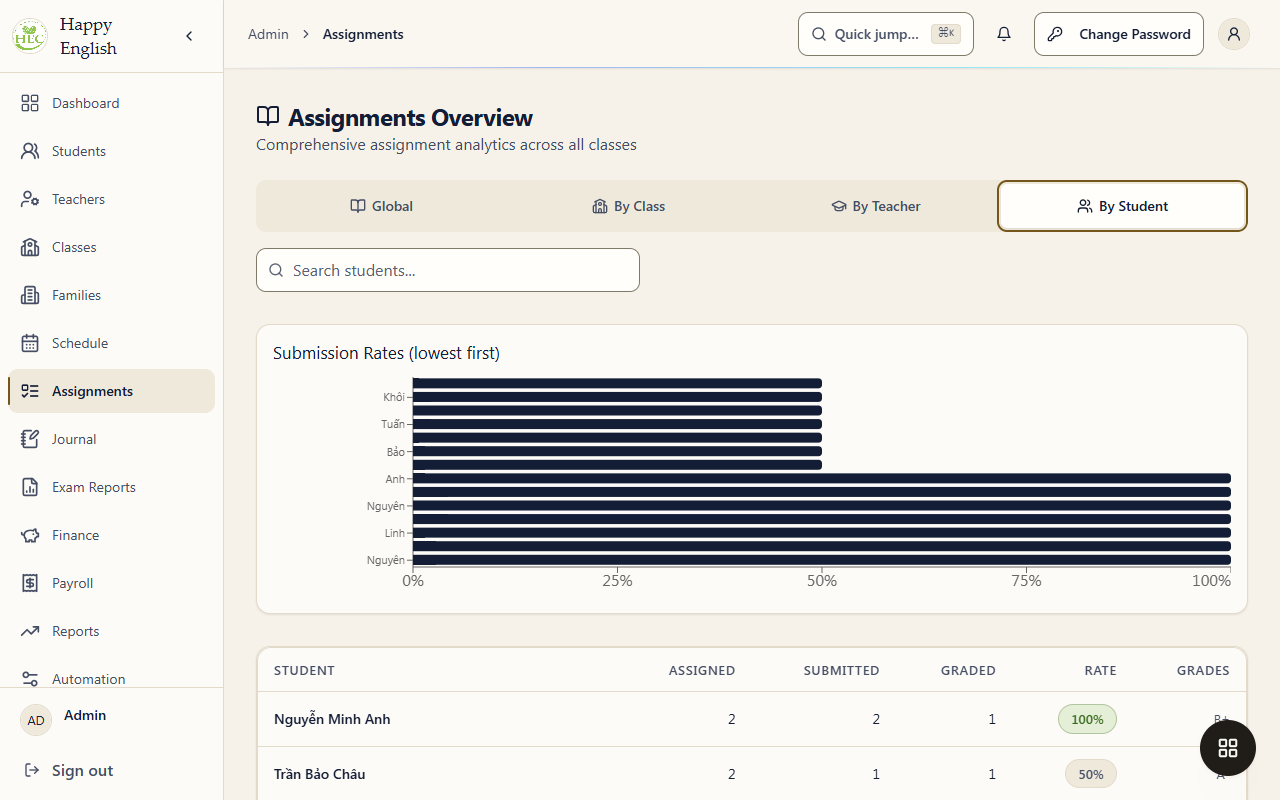 Happy
English
Admin
Assignments
Quick jump...
⌘K
Change Password
Dashboard
Students
Teachers
Classes
Families
Schedule
Assignments
Journal
Exam Reports
Finance
Payroll
Reports
Automation
AD
Admin
Sign out
Assignments Overview
Comprehensive assignment analytics across all classes
Global
By Class
By Teacher
By Student
Search students...
Submission Rates (lowest first)
Khôi
Tuấn
Bảo
Anh
Nguyên
Linh
Nguyên
0% 25% 50% 75% 100%
STUDENT ASSIGNED SUBMITTED GRADED RATE GRADES
Nguyễn Minh Anh 2 2 1 100%
Trần Bảo Châu 2 1 1 50%